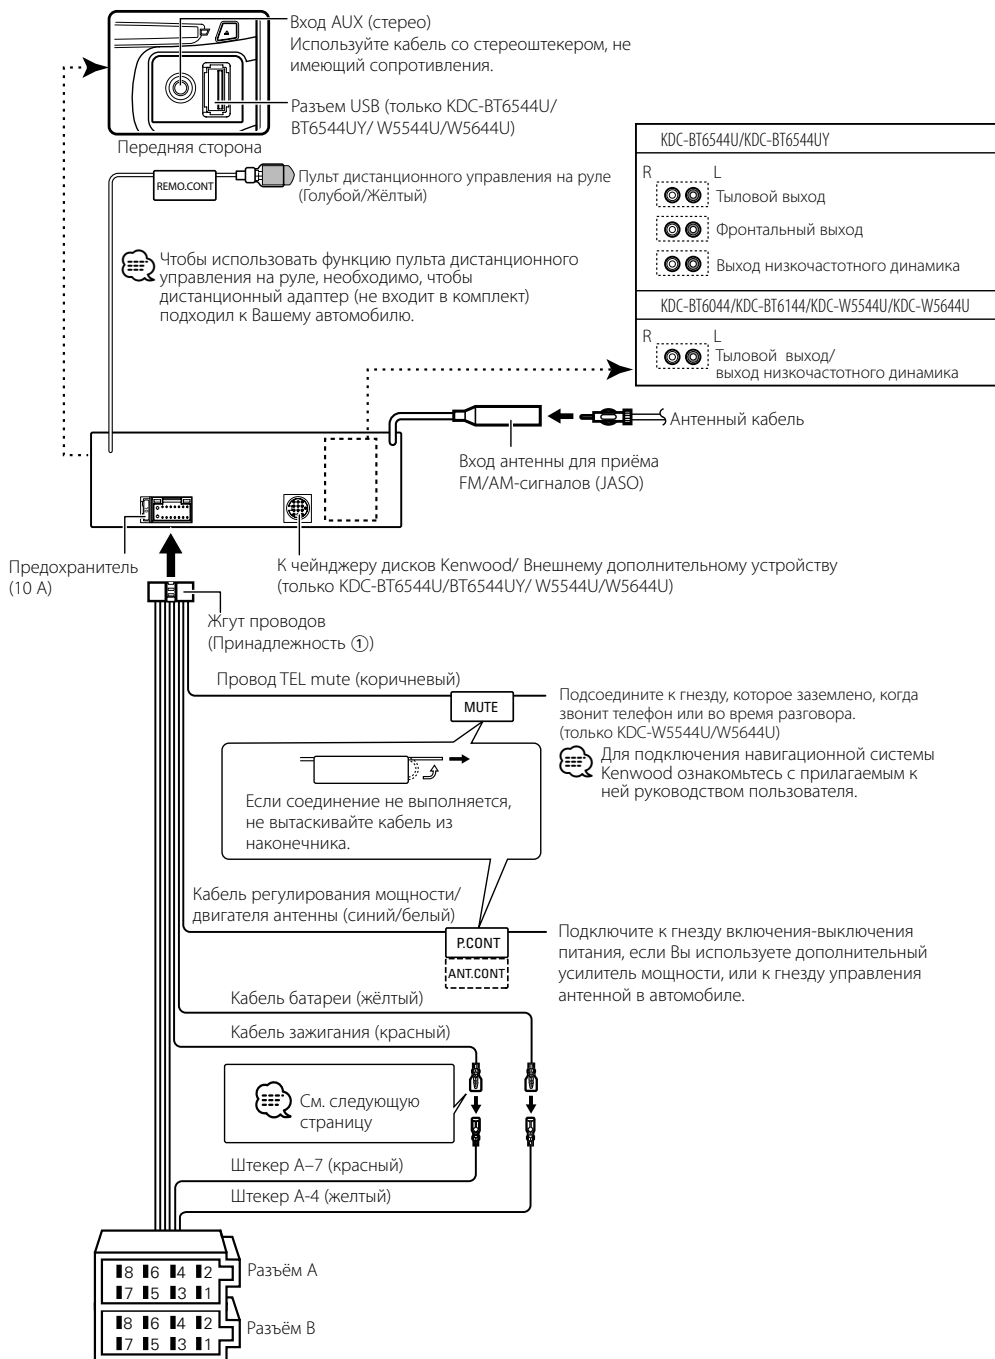 Вход AUX (стерео)
Используйте кабель со стереоштекером, не
имеющий сопротивления.
Разъем USB (только KDC-BT6544U/
BT6544UY/ W5544U/W5644U)
Передняя сторона
REMO.CONT
Пульт дистанционного управления на руле
(Голубой/Жёлтый)
Чтобы использовать функцию пульта дистанционного
управления на руле, необходимо, чтобы
дистанционный адаптер (не входит в комплект)
подходил к Вашему автомобилю.
KDC-BT6544U/KDC-BT6544UY
R L
Тыловой выход
Фронтальный выход
Выход низкочастотного динамика
KDC-BT6044/KDC-BT6144/KDC-W5544U/KDC-W5644U
R L
Тыловой выход/
выход низкочастотного динамика
Антенный кабель
Вход антенны для приёма
FM/AM-сигналов (JASO)
Предохранитель
(10 A)
К чейнджеру дисков Kenwood/ Внешнему дополнительному устройству
(только KDC-BT6544U/BT6544UY/ W5544U/W5644U)
Жгут проводов
(Принадлежность ①)
Провод TEL mute (коричневый)
MUTE
Подсоедините к гнезду, которое заземлено, когда
звонит телефон или во время разговора.
(только KDC-W5544U/W5644U)
Для подключения навигационной системы
Kenwood ознакомьтесь с прилагаемым к
ней руководством пользователя.
Если соединение не выполняется,
не вытаскивайте кабель из
наконечника.
Кабель регулирования мощности/
двигателя антенны (синий/белый)
P.CONT
ANT.CONT
Подключите к гнезду включения-выключения
питания, если Вы используете дополнительный
усилитель мощности, или к гнезду управления
антенной в автомобиле.
Кабель батареи (жёлтый)
Кабель зажигания (красный)
См. следующую
страницу
Штекер A–7 (красный)
Штекер A-4 (желтый)
8 6 4 2
7 5 3 1
Разъём A
8 6 4 2
7 5 3 1
Разъём B